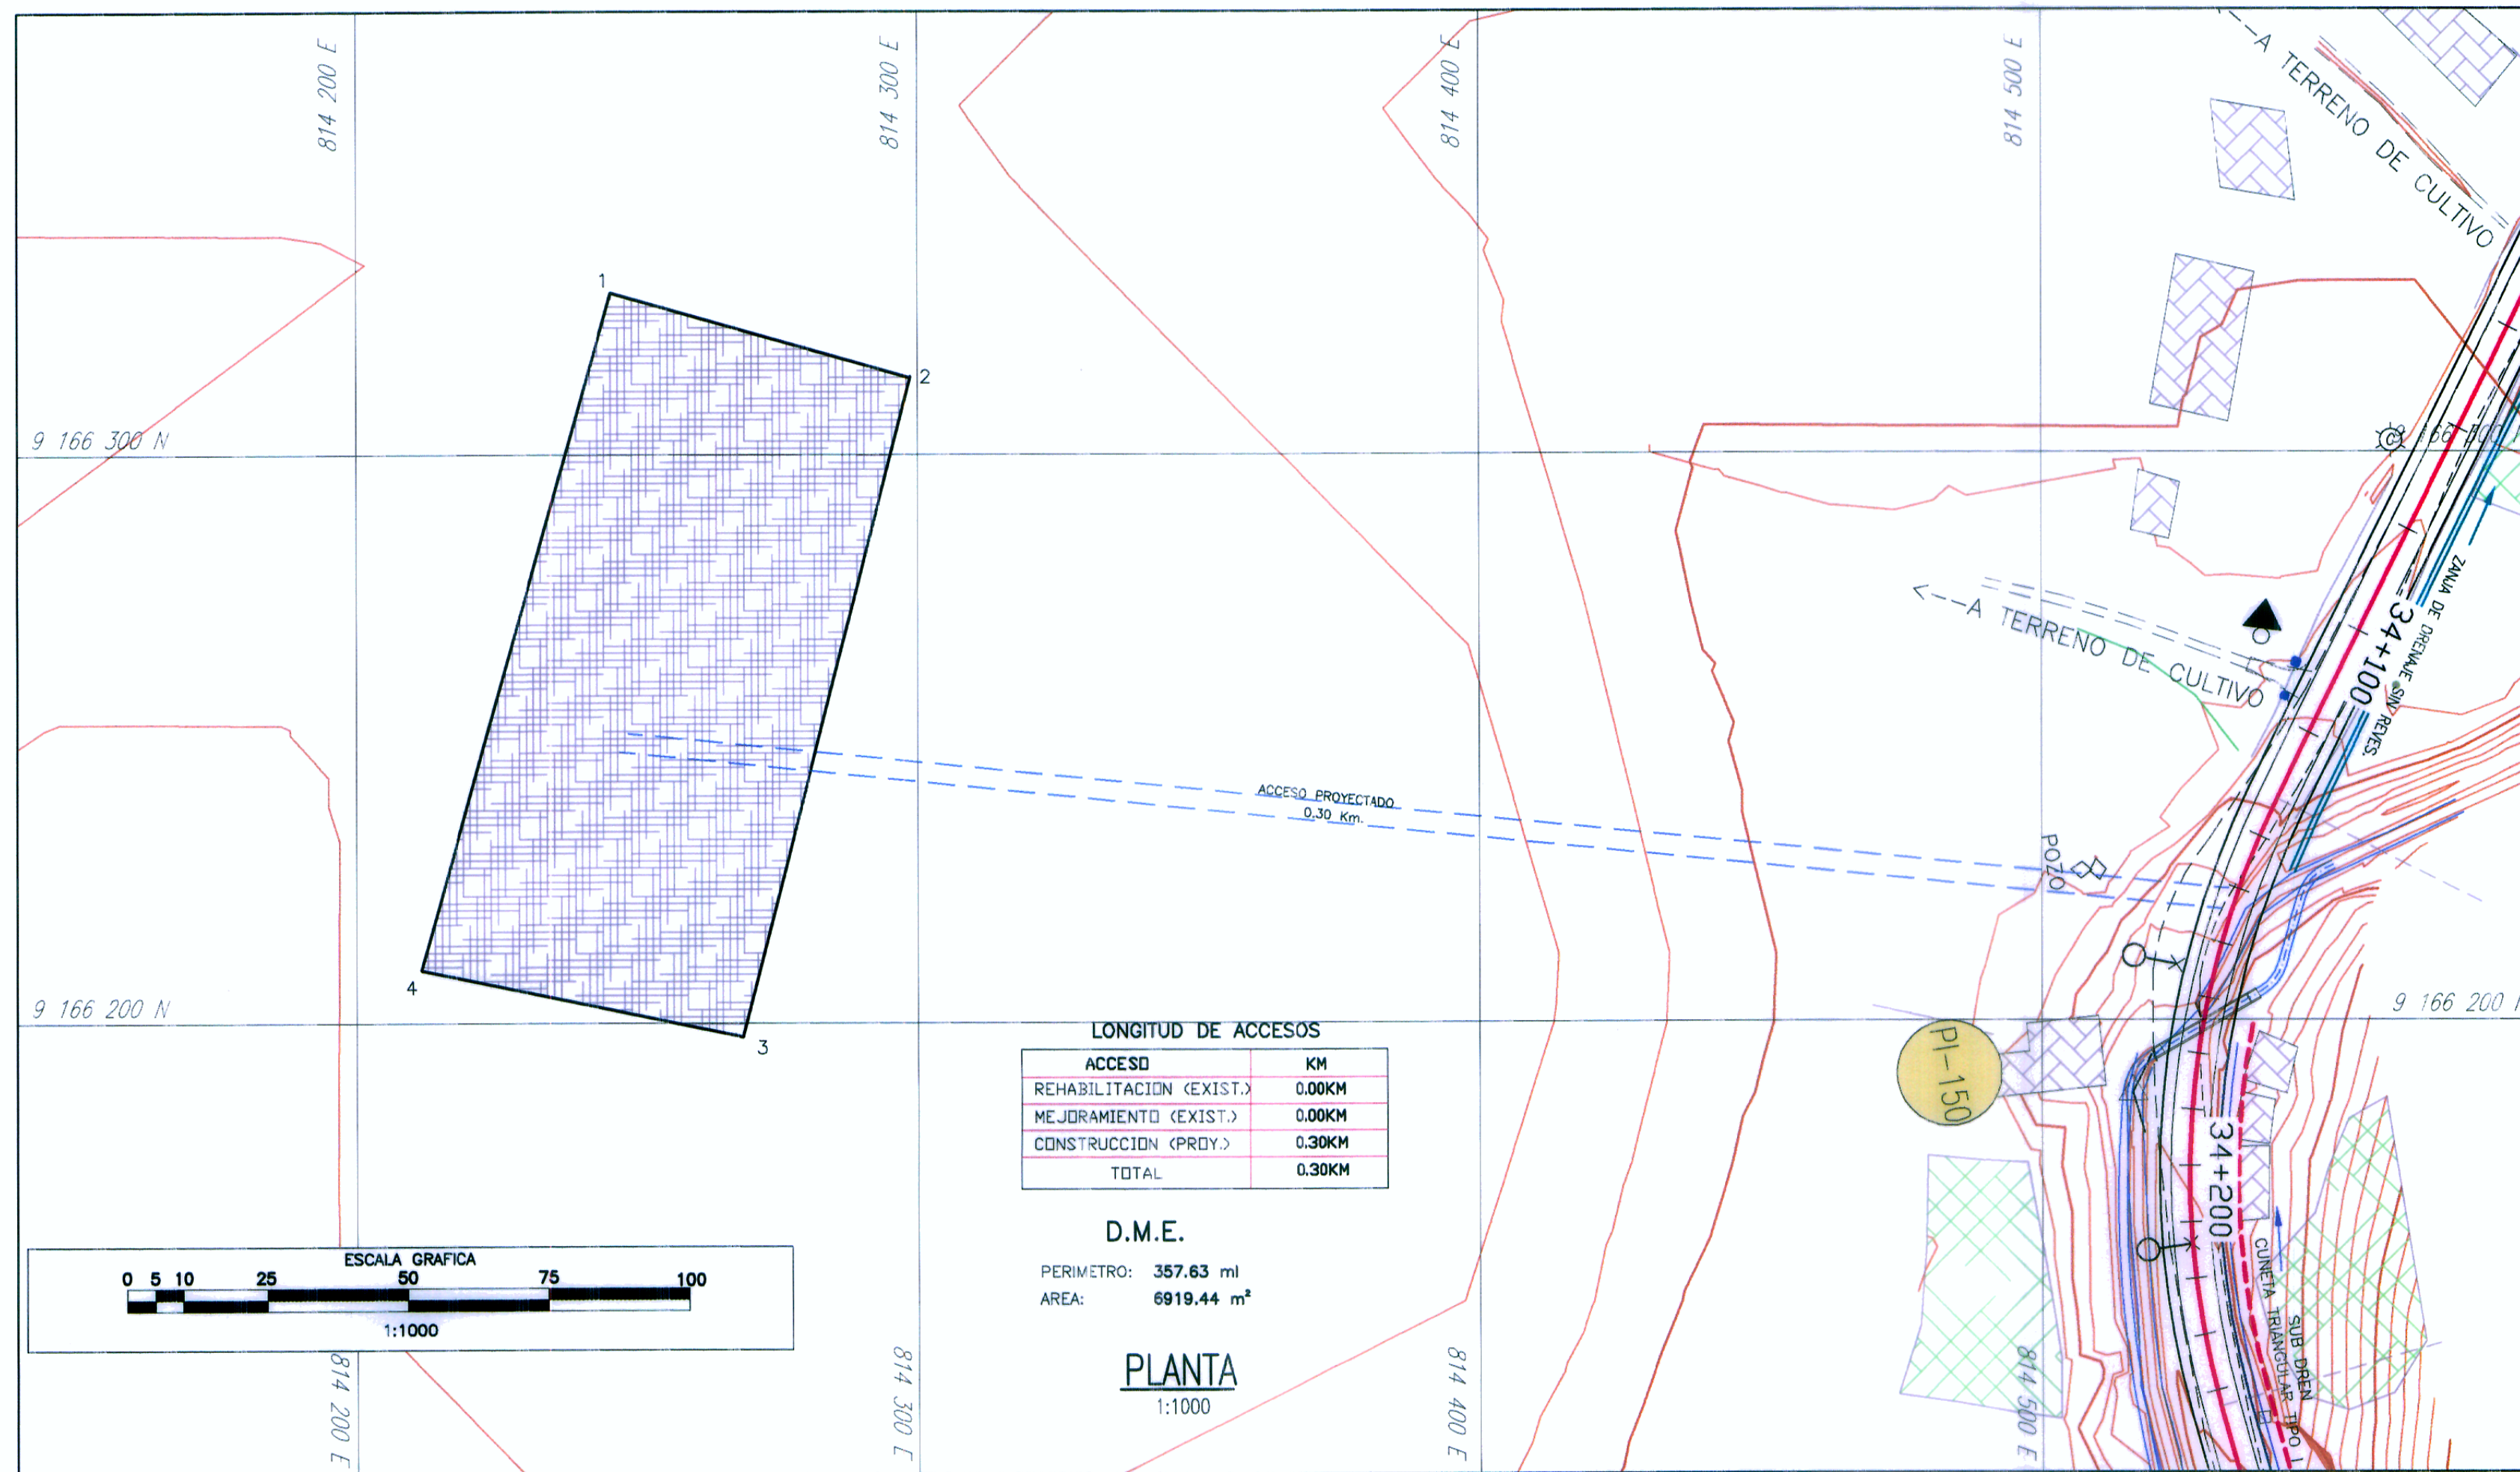 814 200 E
814 300 E
814 400 E
814 500 E
<--A TERRENO DE CULTIVO
1
2
9 166 300 N
ZANJA DE DRENAJE SIN REVES.
34+100
<---A TERRENO DE CULTIVO
ACCESO PROYECTADO
0.30 Km.
POZO
4
3
9 166 200 N
9 166 200 N
PI-150
34+200
LONGITUD DE ACCESOS
ACCESO KM
REHABILITACION (EXIST.) 0.00KM
MEJORAMIENTO (EXIST.) 0.00KM
CONSTRUCCION (PROY.) 0.30KM
TOTAL 0.30KM
D.M.E.
PERIMETRO: 357.63 ml
AREA: 6919.44 m²
PLANTA
1:1000
ESCALA GRAFICA
0 5 10 25 50 75 100
1:1000
CUNETA TRIANGULAR TIPO I
SUB DREN
814 200 E
814 300 E
814 400 E
814 500 E